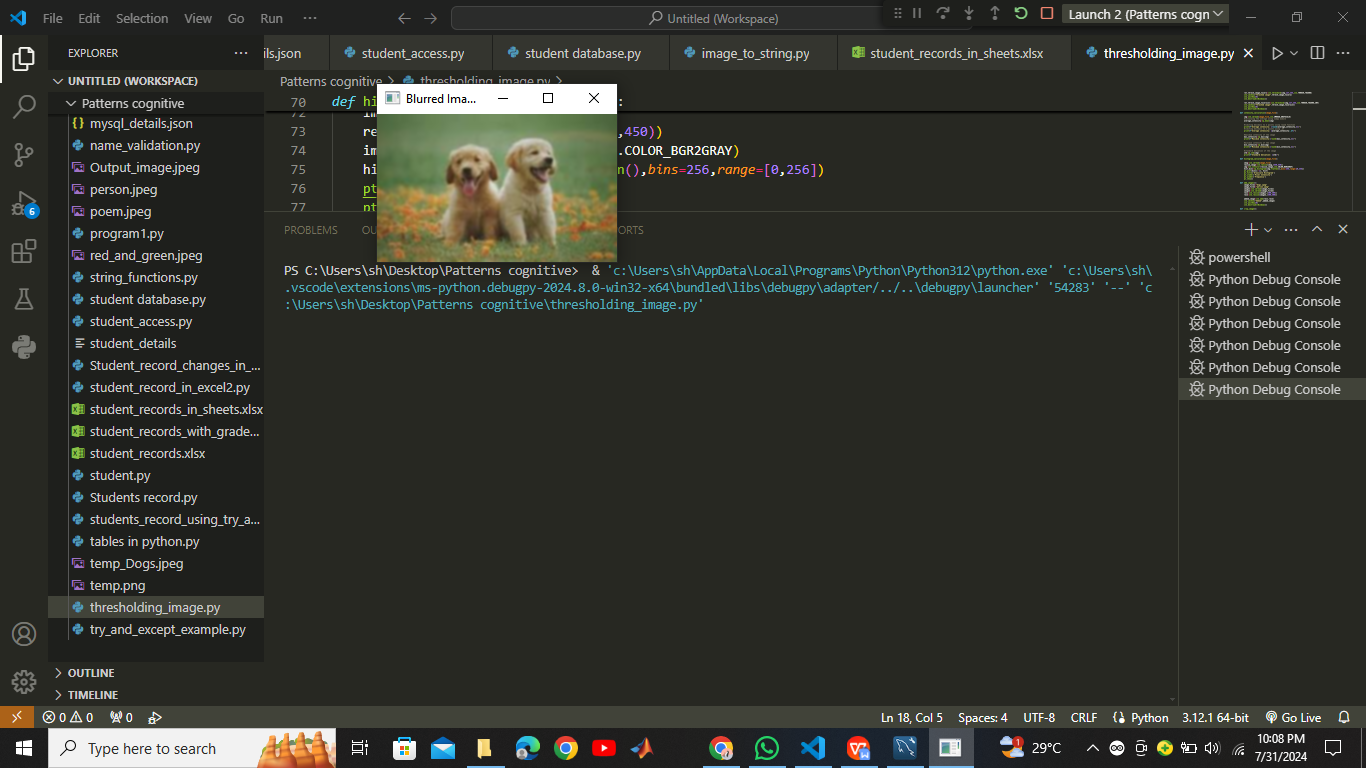 File Edit Selection View Go Run ··· Untitled (Workspace) Launch 2 (Patterns cogn
EXPLORER ···
ils.json student_access.py student database.py image_to_string.py student_records_in_sheets.xlsx thresholding_image.py
UNTITLED (WORKSPACE)
Patterns cognitive
mysql_details.json
name_validation.py
Output_image.jpeg
person.jpeg
poem.jpeg
program1.py
red_and_green.jpeg
string_functions.py
student database.py
student_access.py
student_details
Student_record_changes_in_...
student_record_in_excel2.py
student_records_in_sheets.xlsx
student_records_with_grade...
student_records.xlsx
student.py
Students record.py
students_record_using_try_a...
tables in python.py
temp_Dogs.jpeg
temp.png
thresholding_image.py
try_and_except_example.py
OUTLINE
TIMELINE
6
Patterns cognitive > thresholding_image.py >
Blurred Ima...
70 def hi :
72 im
73 re ,450))
74 im .COLOR_BGR2GRAY)
75 hi n(),bins=256,range=[0,256])
76 pt
77 pt
PROBLEMS OU ORTS
PS C:\Users\sh\Desktop\Patterns cognitive> & 'c:\Users\sh\AppData\Local\Programs\Python\Python312\python.exe' 'c:\Users\sh\
.vscode\extensions\ms-python.debugpy-2024.8.0-win32-x64\bundled\libs\debugpy\adapter/../..\debugpy\launcher' '54283' '--' 'c
:\Users\sh\Desktop\Patterns cognitive\thresholding_image.py'
powershell
Python Debug Console
Python Debug Console
Python Debug Console
Python Debug Console
Python Debug Console
Python Debug Console
0 0 0 Ln 18, Col 5 Spaces: 4 UTF-8 CRLF Python 3.12.1 64-bit Go Live
Type here to search 1 29°C 10:08 PM
7/31/2024